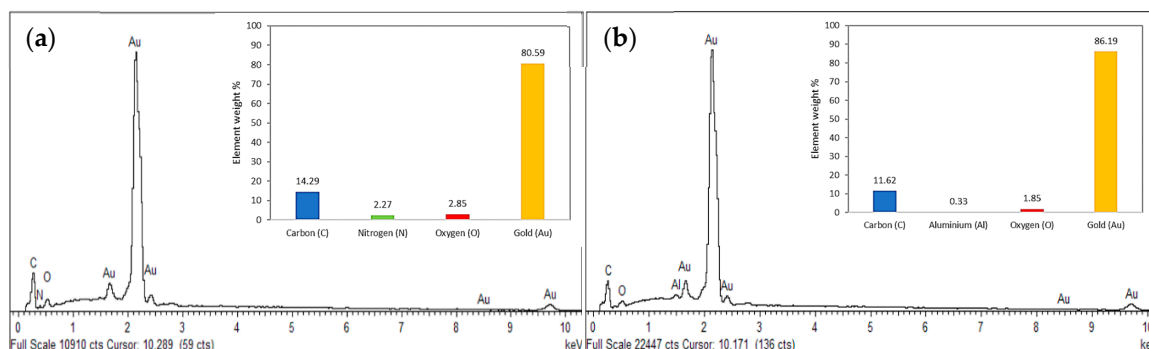 (a)
Au
Element weight %
100
90
80
70
60
50
40
30
20
10
0
14.29
2.27
2.85
80.59
Carbon (C) Nitrogen (N) Oxygen (O) Gold (Au)
C
N
O
Au
Au
Au
Au
0 1 2 3 4 5 6 7 8 9 10
Full Scale 10910 cts Cursor: 10.289 (59 cts) keV
(b)
Au
Element weight %
100
90
80
70
60
50
40
30
20
10
0
11.62
0.33
1.85
86.19
Carbon (C) Aluminium (Al) Oxygen (O) Gold (Au)
C
O
Al
Au
Au
Au
Au
0 1 2 3 4 5 6 7 8 9 10
Full Scale 22447 cts Cursor: 10.171 (136 cts) keV